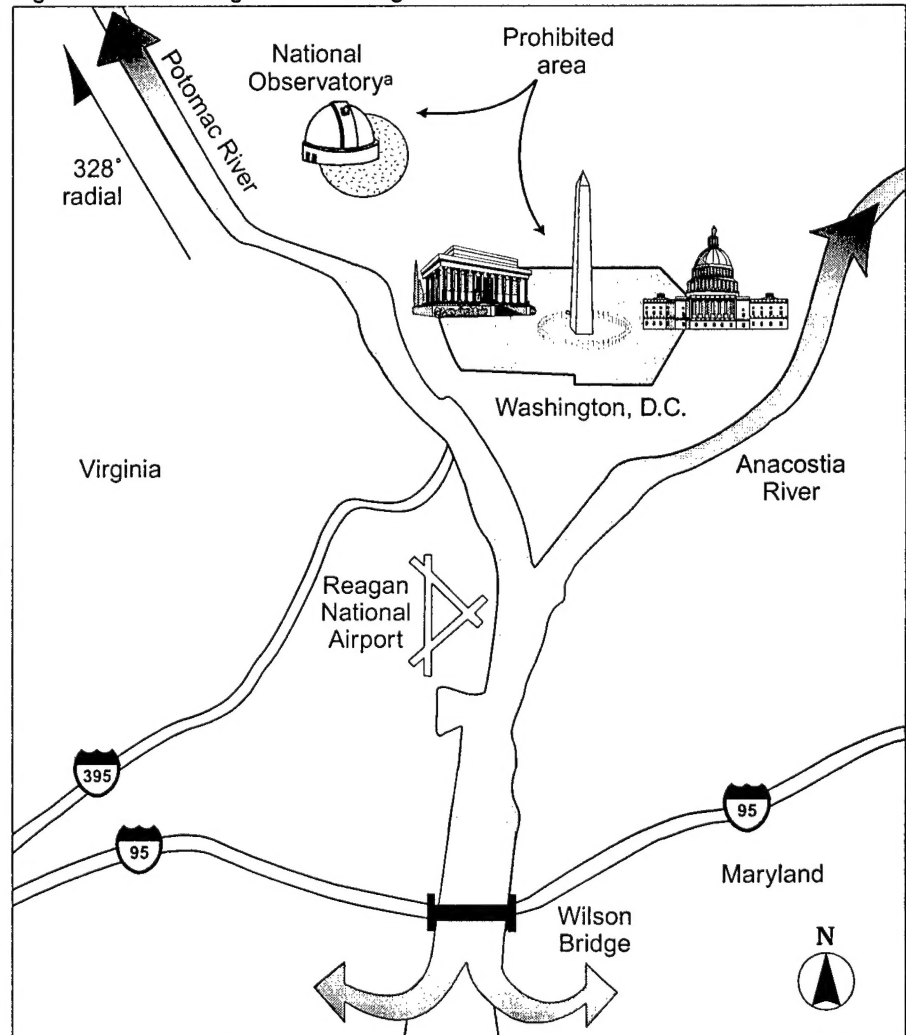 National
Observatoryᵃ
Prohibited
area
Potomac River
328°
radial
Washington, D.C.
Virginia
Anacostia
River
Reagan
National
Airport
395
95
95
Maryland
Wilson
Bridge
N